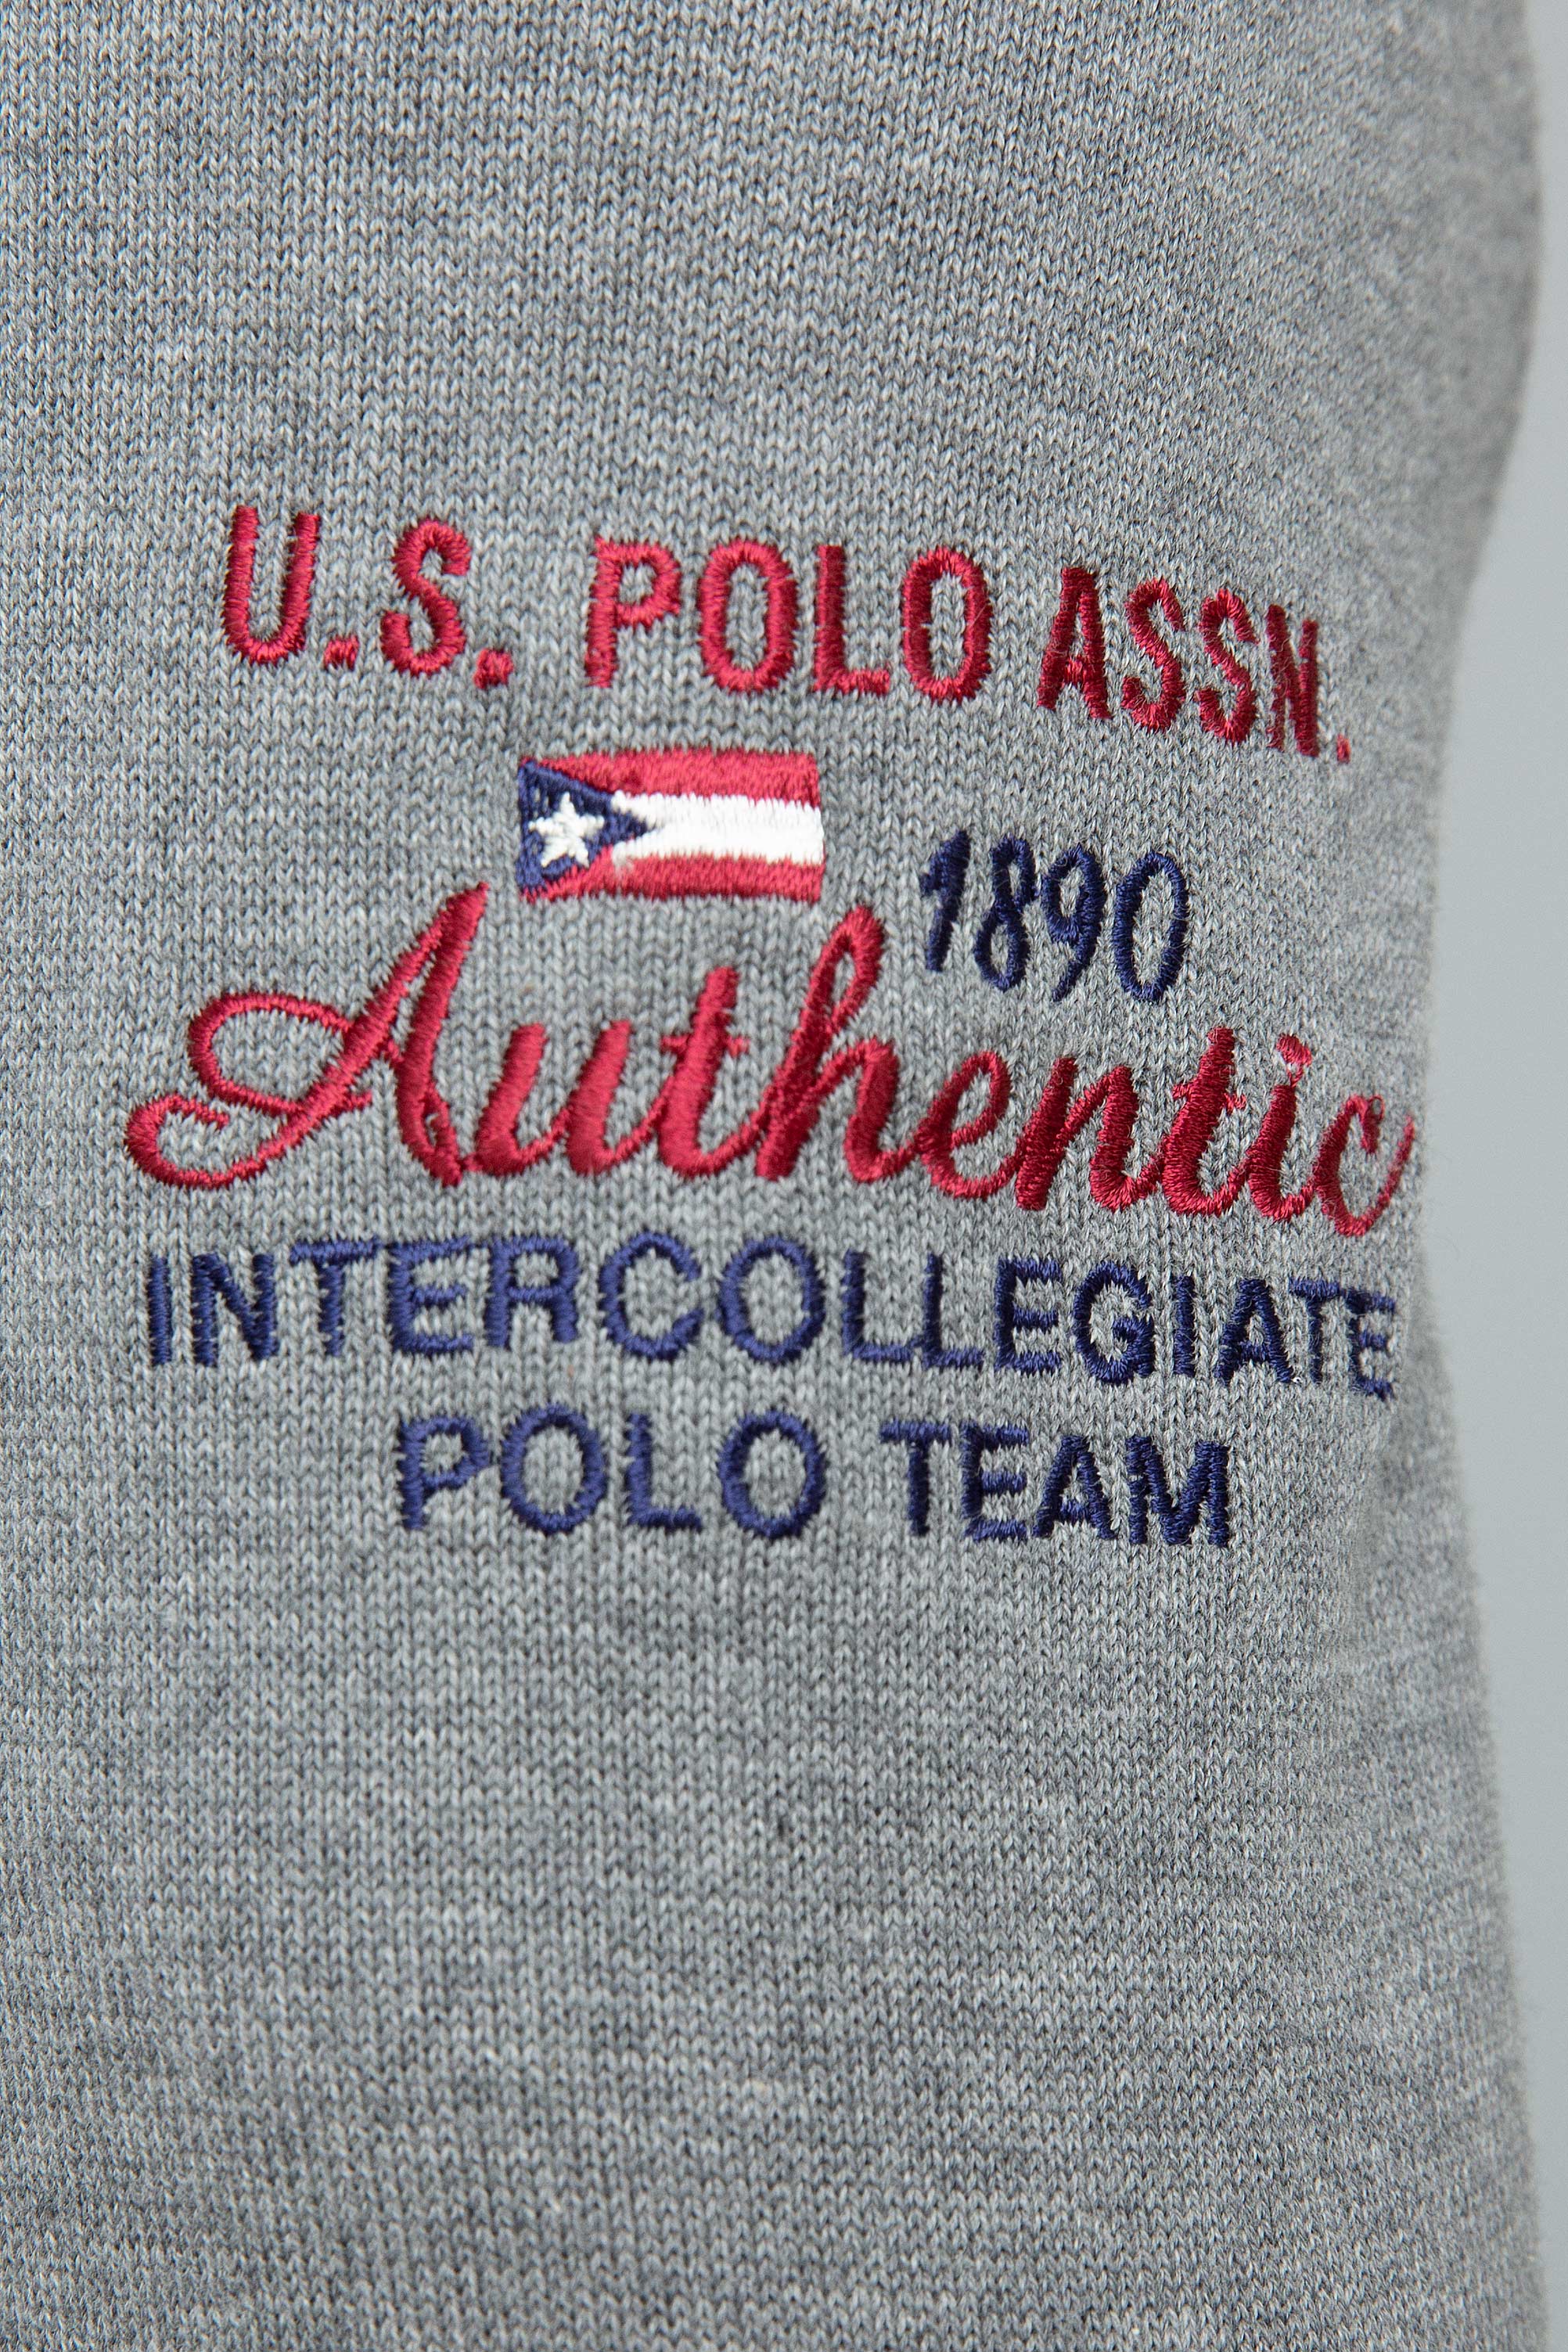 U.S. POLO ASSN.
1890
Authentic
INTERCOLLEGIATE
POLO TEAM